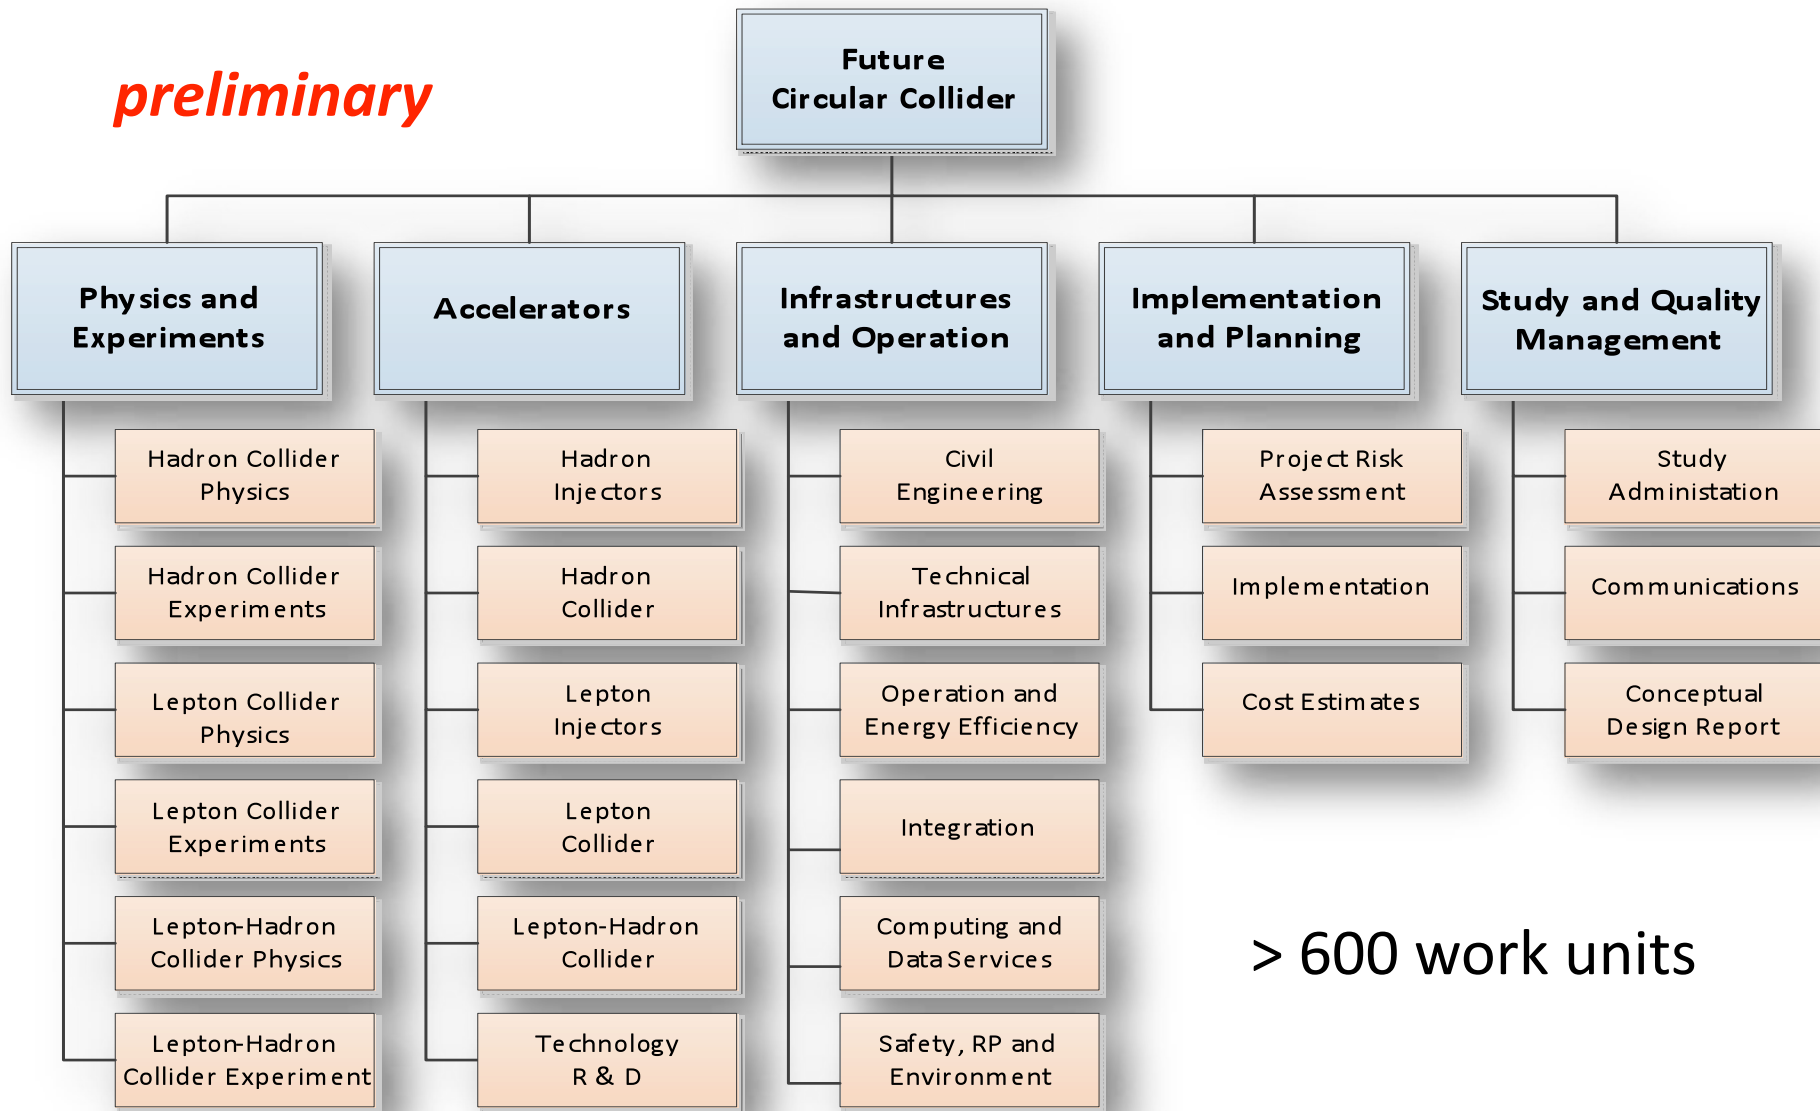 preliminary
Future
Circular Collider
Physics and
Experiments
Accelerators
Infrastructures
and Operation
Implementation
and Planning
Study and Quality
Management
Hadron Collider
Physics
Hadron Collider
Experiments
Lepton Collider
Physics
Lepton Collider
Experiments
Lepton-Hadron
Collider Physics
Lepton-Hadron
Collider Experiment
Hadron
Injectors
Hadron
Collider
Lepton
Injectors
Lepton
Collider
Lepton-Hadron
Collider
Technology
R & D
Civil
Engineering
Technical
Infrastructures
Operation and
Energy Efficiency
Integration
Computing and
Data Services
Safety, RP and
Environment
Project Risk
Assessment
Implementation
Cost Estimates
Study
Administation
Communications
Conceptual
Design Report
> 600 work units